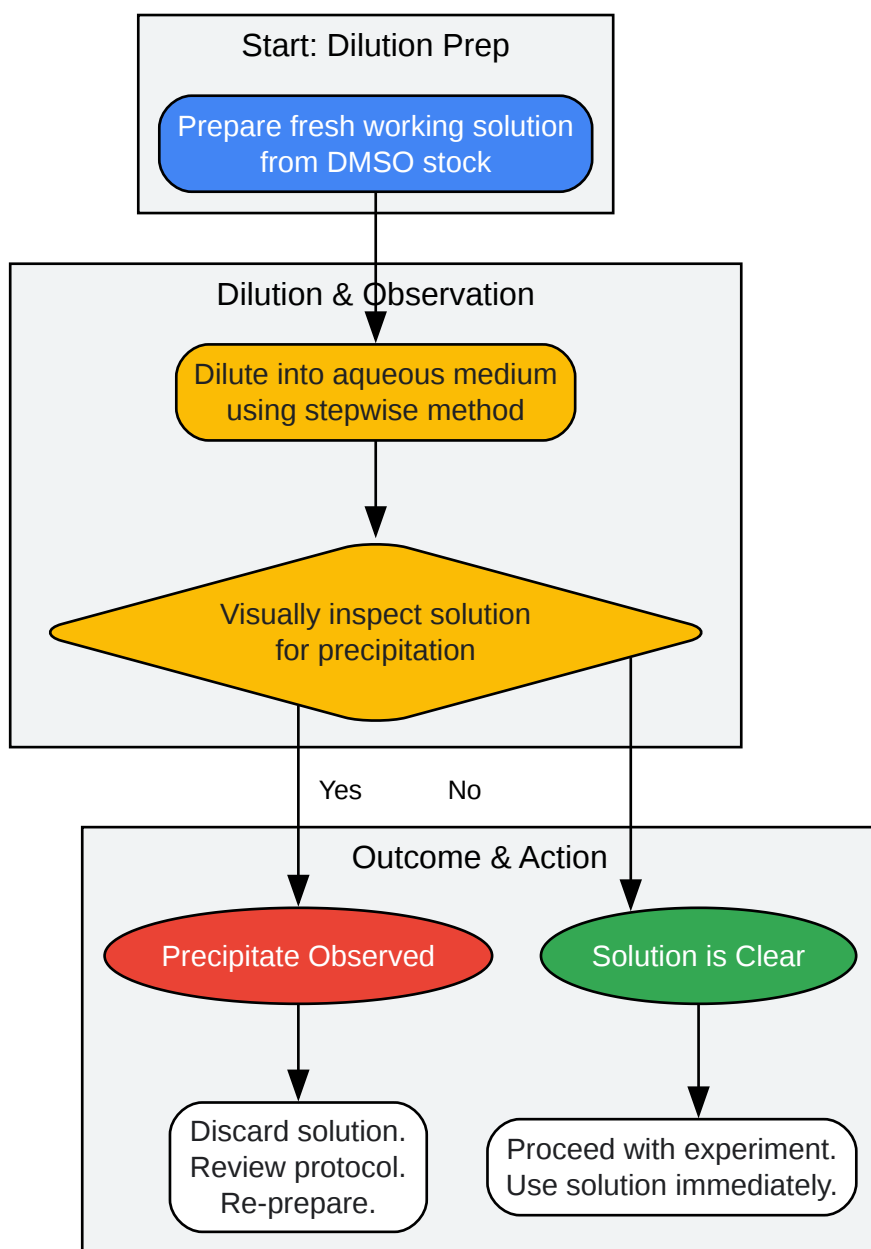 Start: Dilution Prep
Prepare fresh working solution
from DMSO stock
Dilution & Observation
Dilute into aqueous medium
using stepwise method
Visually inspect solution
for precipitation
Yes
No
Outcome & Action
Precipitate Observed
Solution is Clear
Discard solution.
Review protocol.
Re-prepare.
Proceed with experiment.
Use solution immediately.